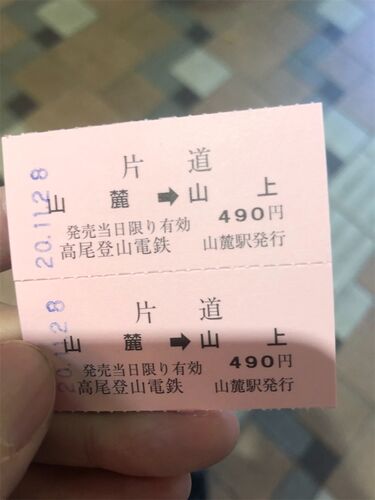 片道
20.11.28
山麓➡山上
490円
発売当日限り有効
高尾登山電鉄 山麓駅発行
片道
20.11.28
山麓➡山上
490円
発売当日限り有効
高尾登山電鉄 山麓駅発行